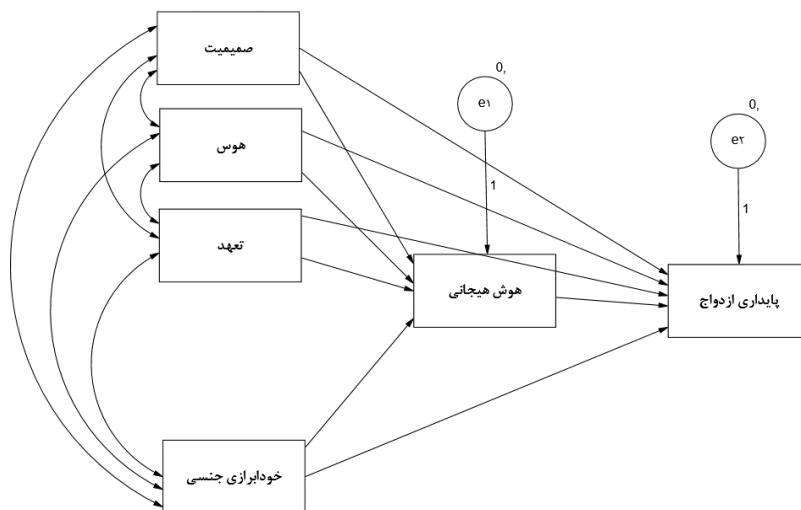 صمیمیت
0,
e۱
0,
e۲
هوس
1
1
تعهد
هوش هیجانی
پایداری ازدواج
خودابرازی جنسی